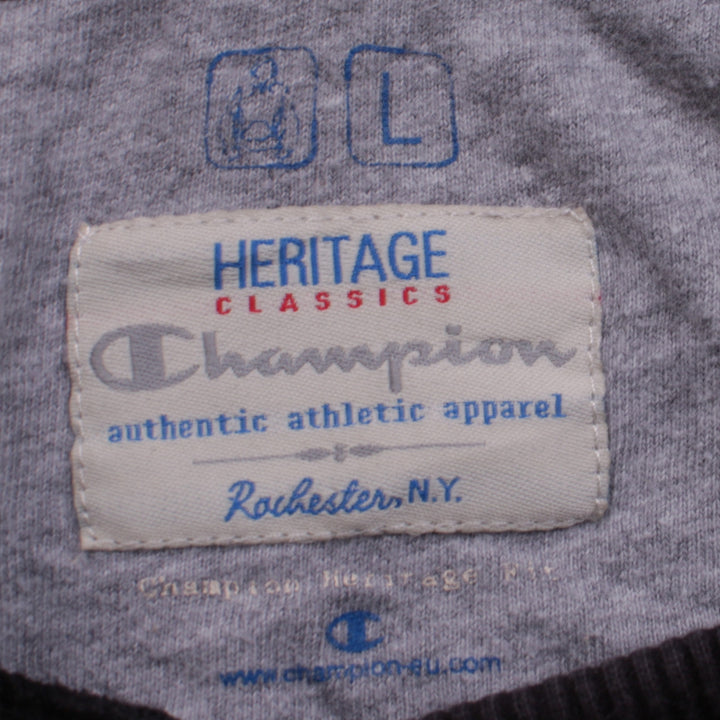 L
HERITAGE
CLASSICS
Champion
authentic athletic apparel
Rochester, N.Y.
Champion Heritage Fit
www.champion-eu.com